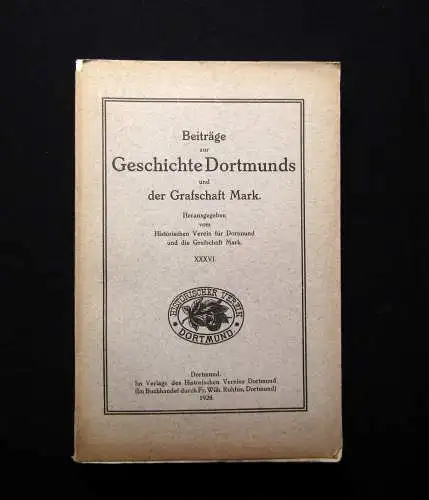 Beiträge
zur
Geschichte Dortmunds
und
der Grafschaft Mark.
Herausgegeben
vom
Historischen Verein für Dortmund
und die Grafschaft Mark.
XXXVI.
HISTORISCHER VEREIN
DORTMUND.
Dortmund.
Im Verlage des Historischen Vereins Dortmund
(Im Buchhandel durch Fr. Wilh. Ruhfus, Dortmund)
1928.